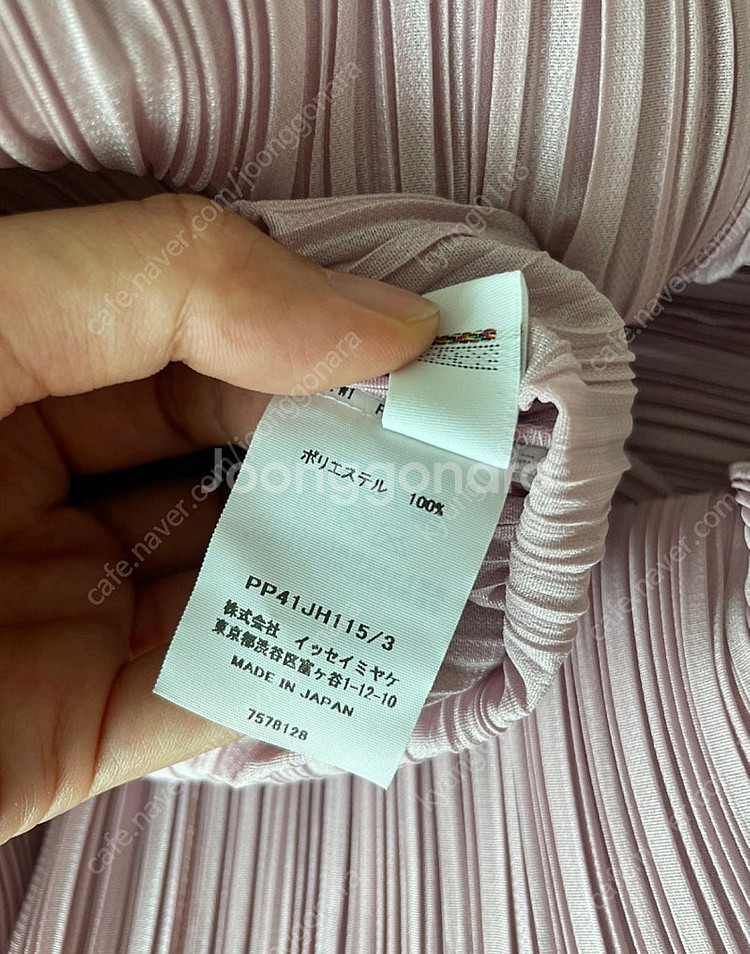 ポリエステル 100%
PP41JH115/3
株式会社 イッセイミヤケ
東京都渋谷区富ヶ谷1-12-10
MADE IN JAPAN
7578128
Joonggonara
cafe.naver.com/joonggonara